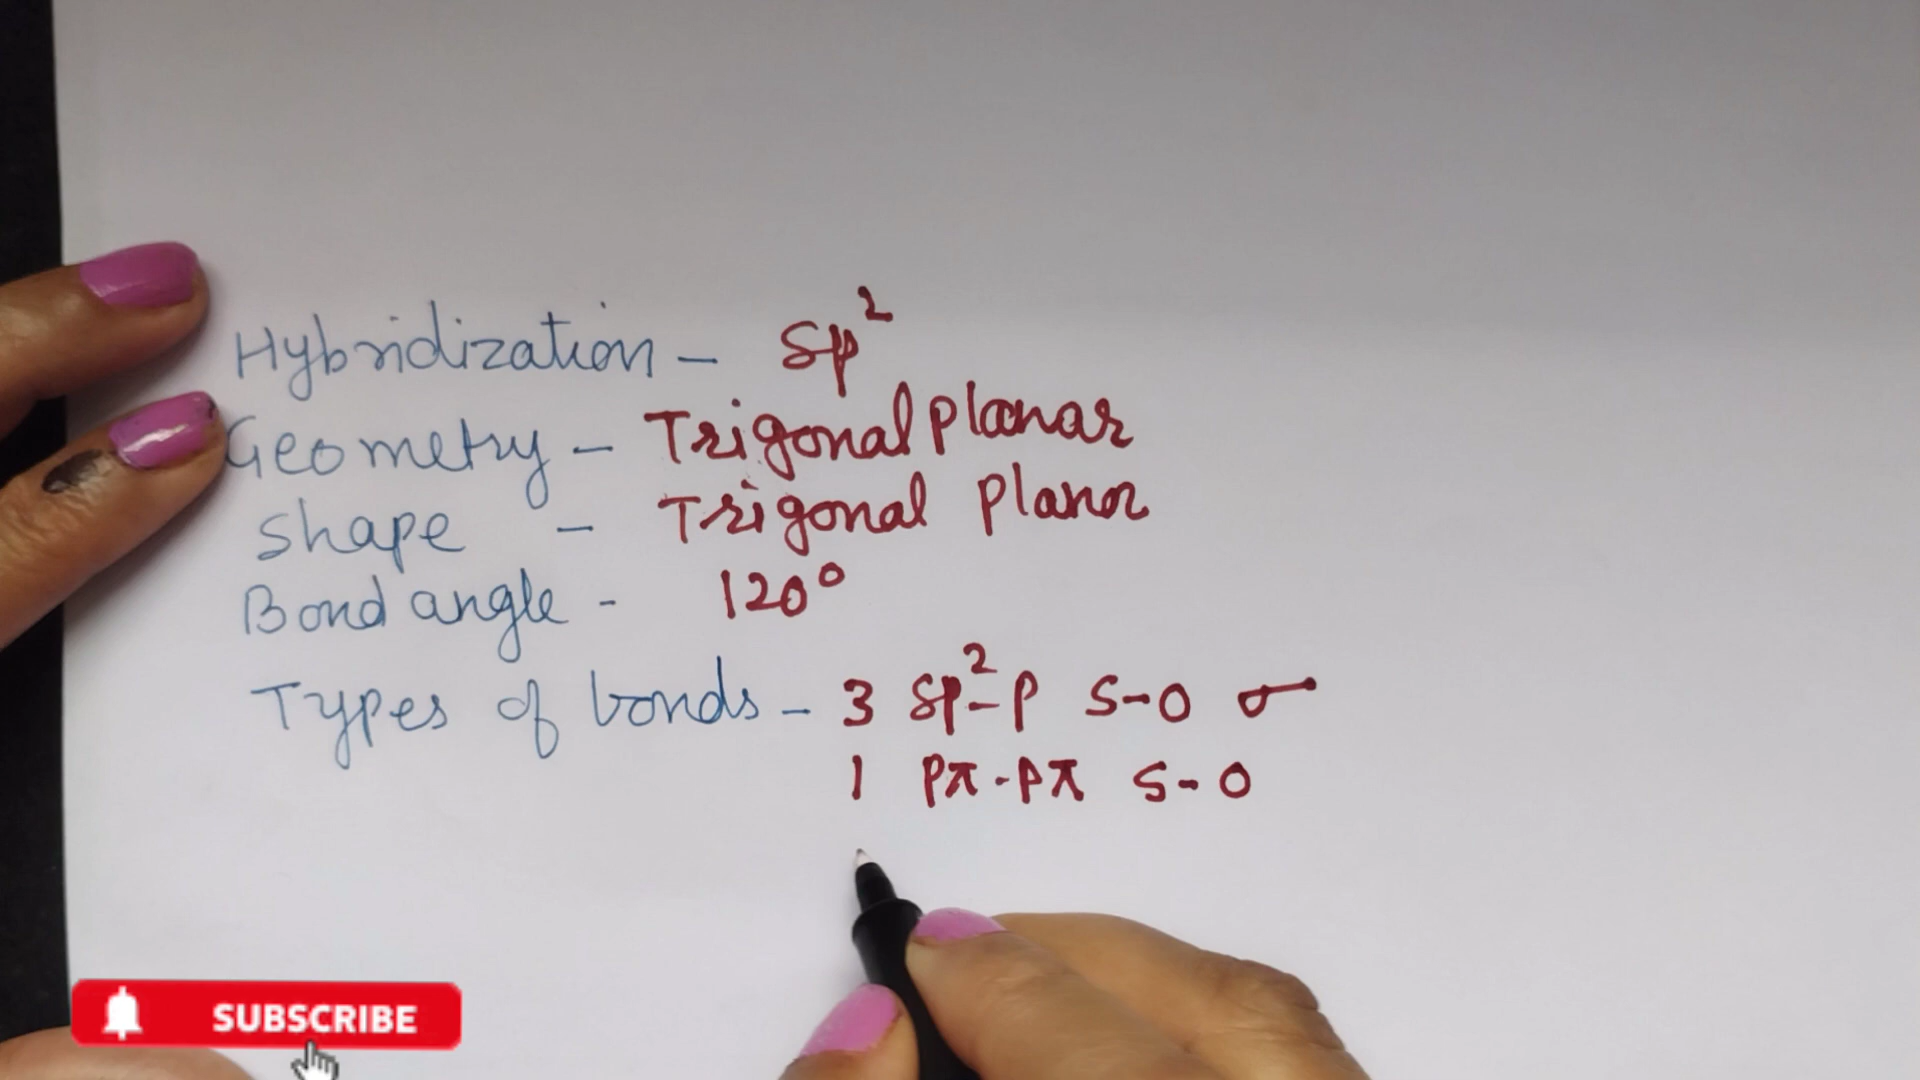 Hybridization - Sp²
Geometry - Trigonal planar
Shape - Trigonal planar
Bond angle - 120°
Types of bonds - 3 sp²-p S-O σ
1 pπ-pπ S-O
SUBSCRIBE